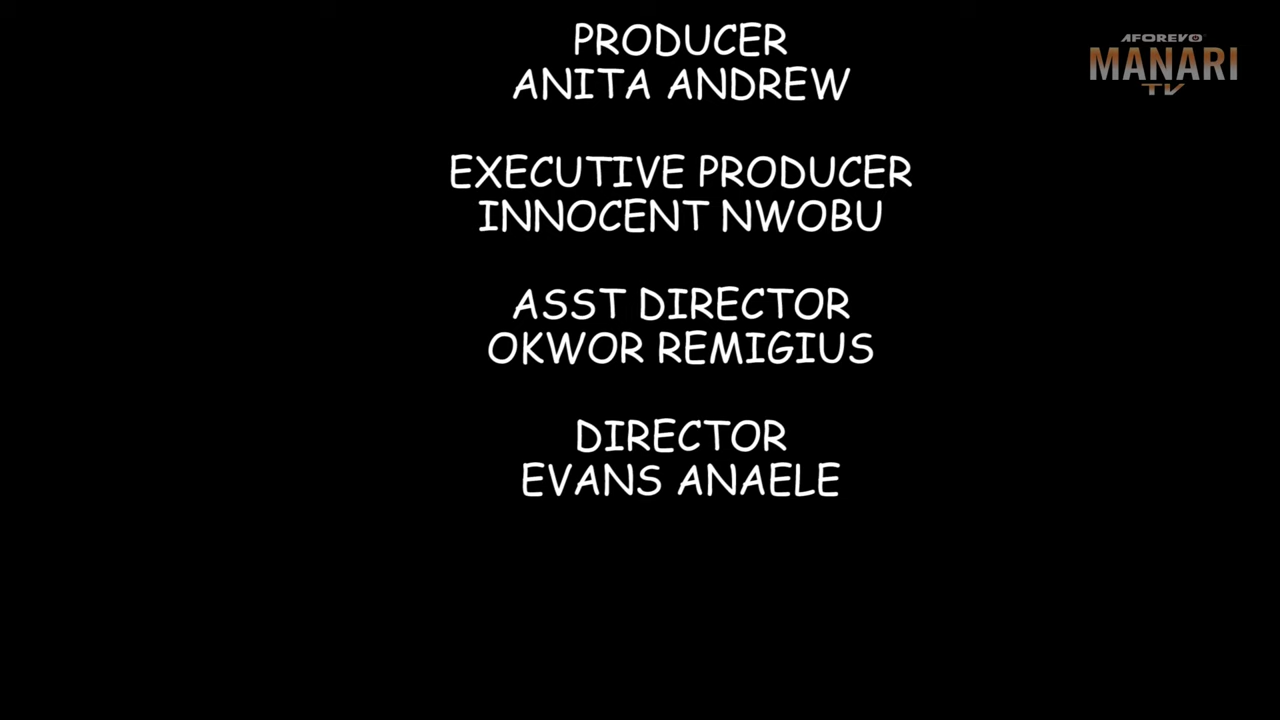 PRODUCER
ANITA ANDREW
EXECUTIVE PRODUCER
INNOCENT NWOBU
ASST DIRECTOR
OKWOR REMIGIUS
DIRECTOR
EVANS ANAELE
AFOREVO
MANARI
TV